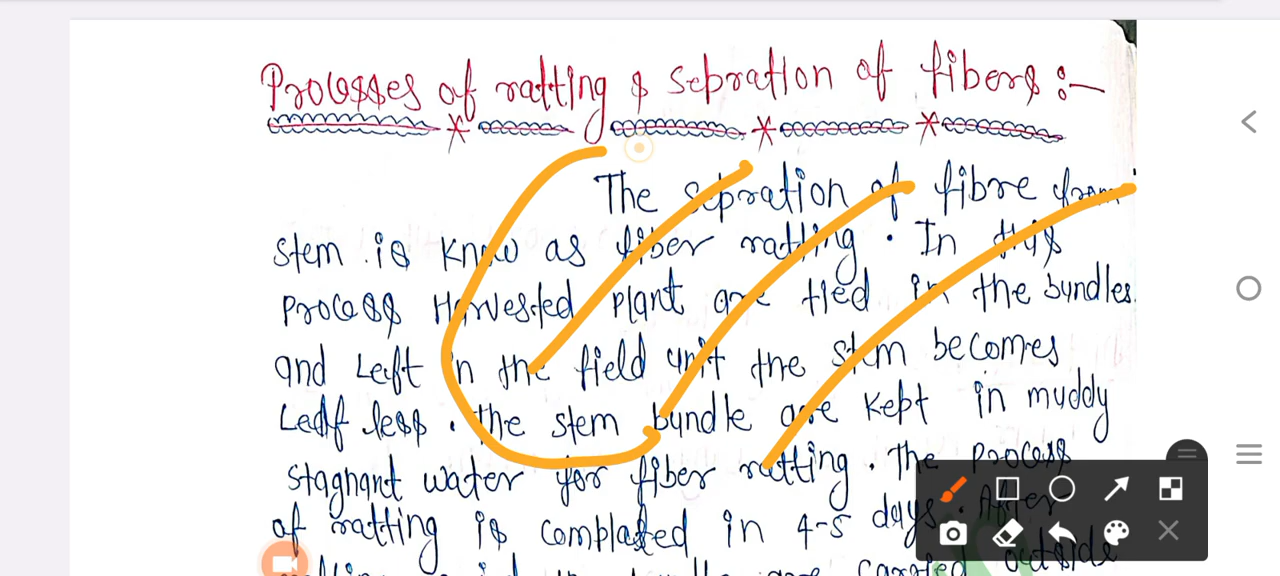 Processes of ratting & sepration of fibers :-
The sepration of fibre from
stem is know as fiber ratting. In this
process Harvested plant are tied in the bundles
and Left in the field unit the stem becomes
Leaf less. the stem bundle are kept in muddy
stagnant water for fiber ratting. The process
of ratting is complated in 4-5 days. After
are carried outside